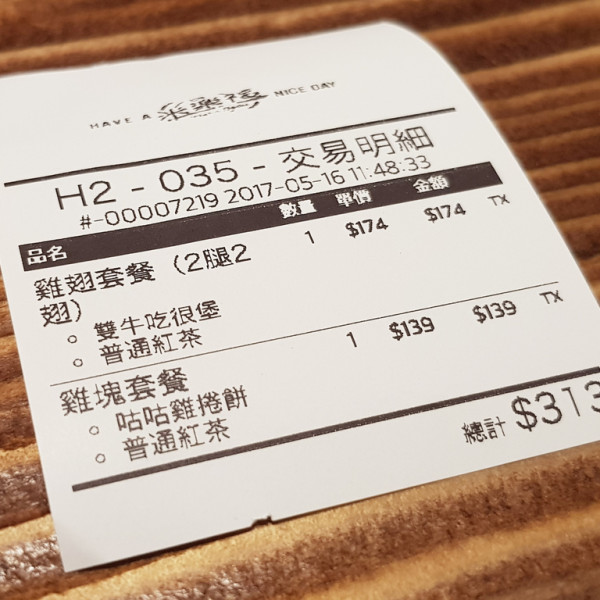 HAVE A 樂襪 NICE DAY
H2 - 035 - 交易明細
#-00007219 2017-05-16 11:48:33
品名 數量 單價 金額
雞翅套餐（2腿2 1 $174 $174 TX
翅）
。雙牛吃很堡
。普通紅茶
雞塊套餐 1 $139 $139 TX
。咕咕雞捲餅
。普通紅茶
總計 $313